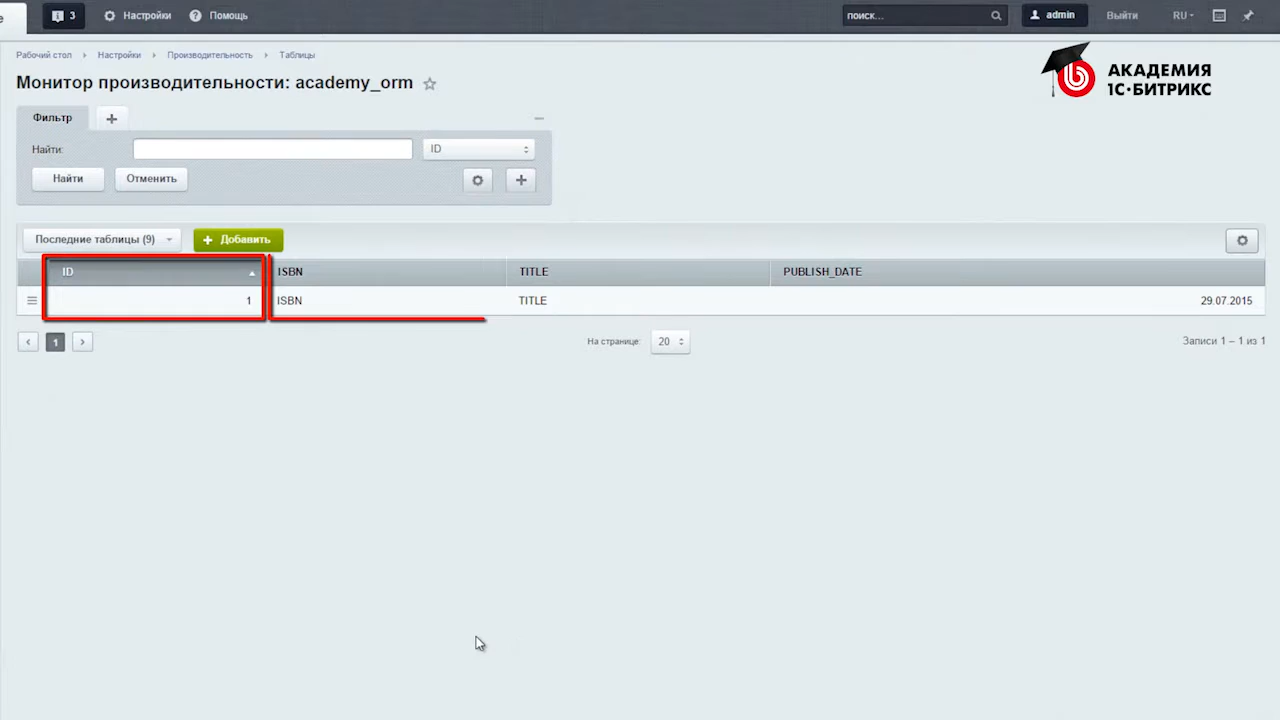 е
3 Настройки Помощь поиск... admin Выйти RU
Рабочий стол Настройки Производительность Таблицы
Монитор производительности: academy_orm
АКАДЕМИЯ
1С-БИТРИКС
Фильтр
Найти: ID
Найти Отменить
Последние таблицы (9) Добавить
ID ISBN TITLE PUBLISH_DATE
1 ISBN TITLE 29.07.2015
1 На странице: 20 Записи 1 – 1 из 1